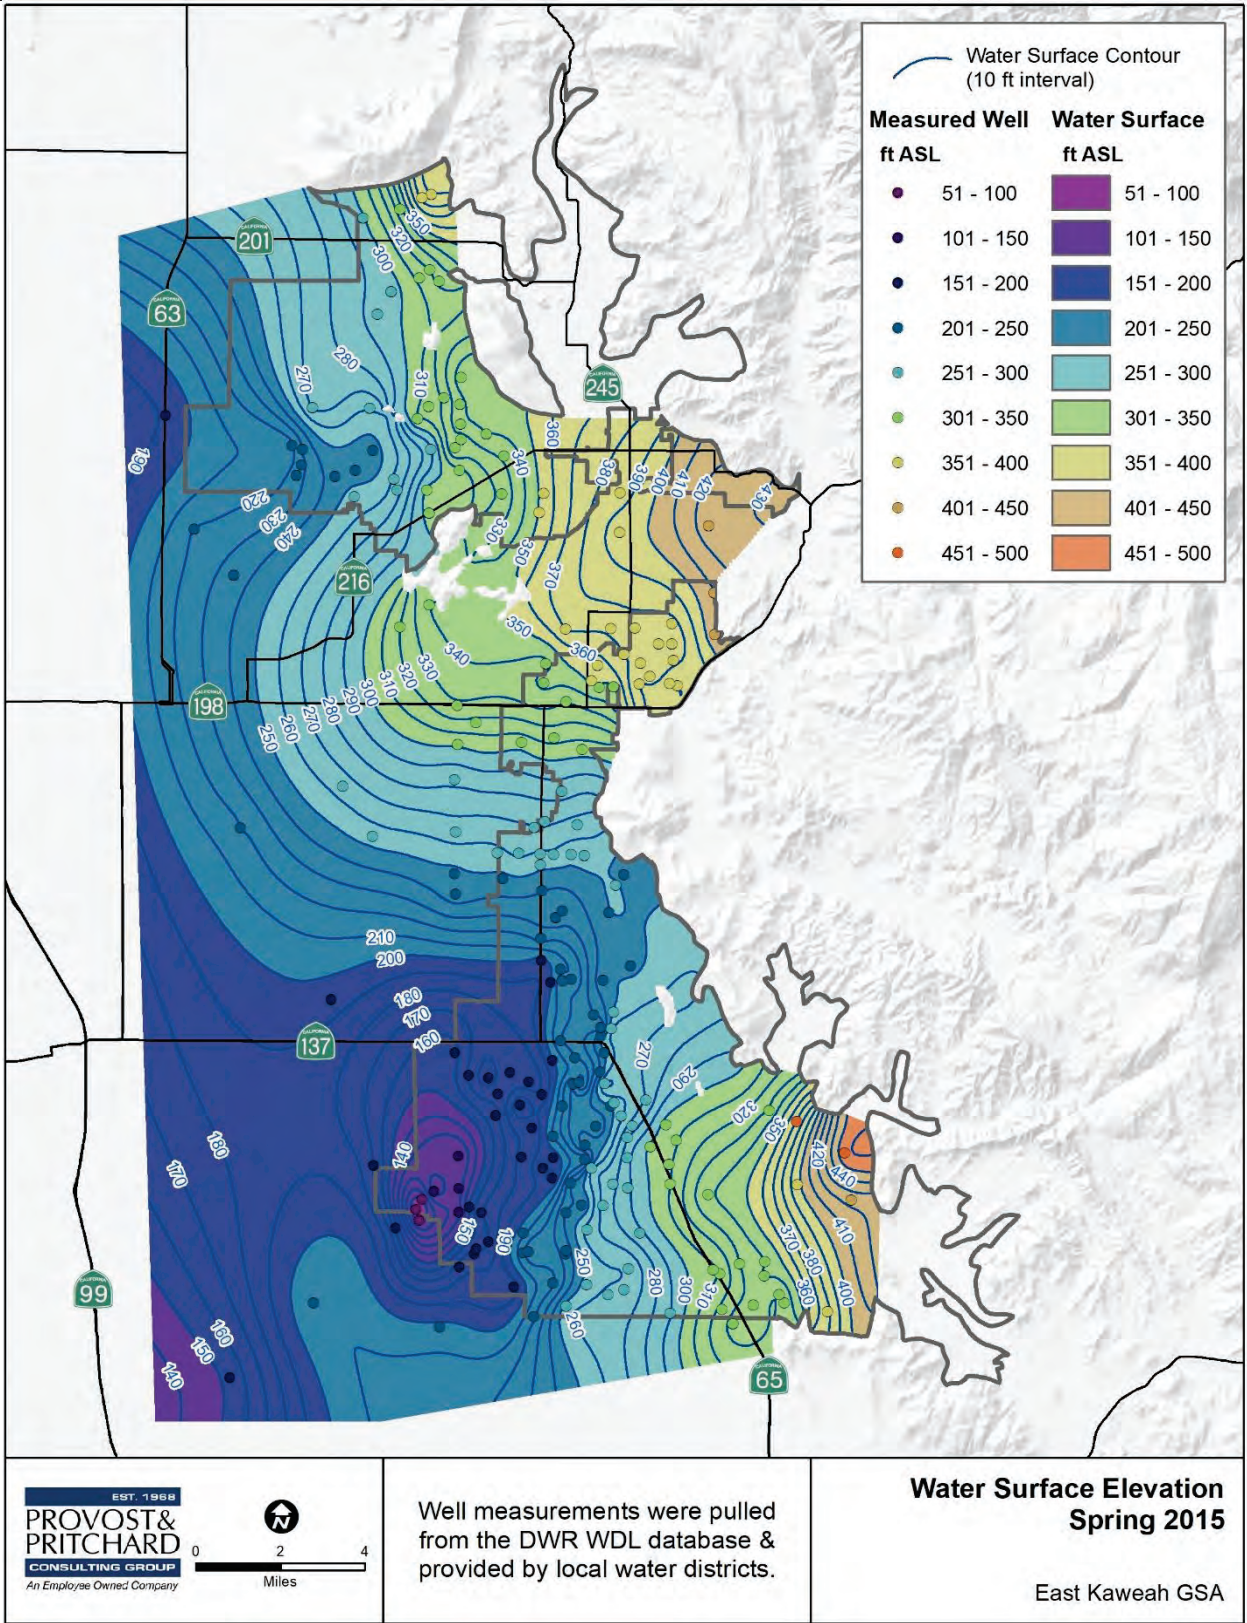 Water Surface Contour
(10 ft interval)
Measured Well Water Surface
ft ASL ft ASL
51 - 100 51 - 100
101 - 150 101 - 150
151 - 200 151 - 200
201 - 250 201 - 250
251 - 300 251 - 300
301 - 350 301 - 350
351 - 400 351 - 400
401 - 450 401 - 450
451 - 500 451 - 500
350
320
300
CALIFORNIA
201
CALIFORNIA
63
280
270
310
CALIFORNIA
245
360
340
380
390
400
410
420
430
190
220
230
240
330
350
370
CALIFORNIA
216
350
360
340
330
320
310
300
290
280
270
260
250
CALIFORNIA
198
210
200
180
170
160
CALIFORNIA
137
270
290
320
350
420
440
410
400
380
370
360
140
180
170
150
190
250
280
300
310
260
CALIFORNIA
99
160
150
140
CALIFORNIA
65
EST. 1968
PROVOST&
PRITCHARD
CONSULTING GROUP
An Employee Owned Company
N
0 2 4
Miles
Well measurements were pulled
from the DWR WDL database &
provided by local water districts.
Water Surface Elevation
Spring 2015
East Kaweah GSA